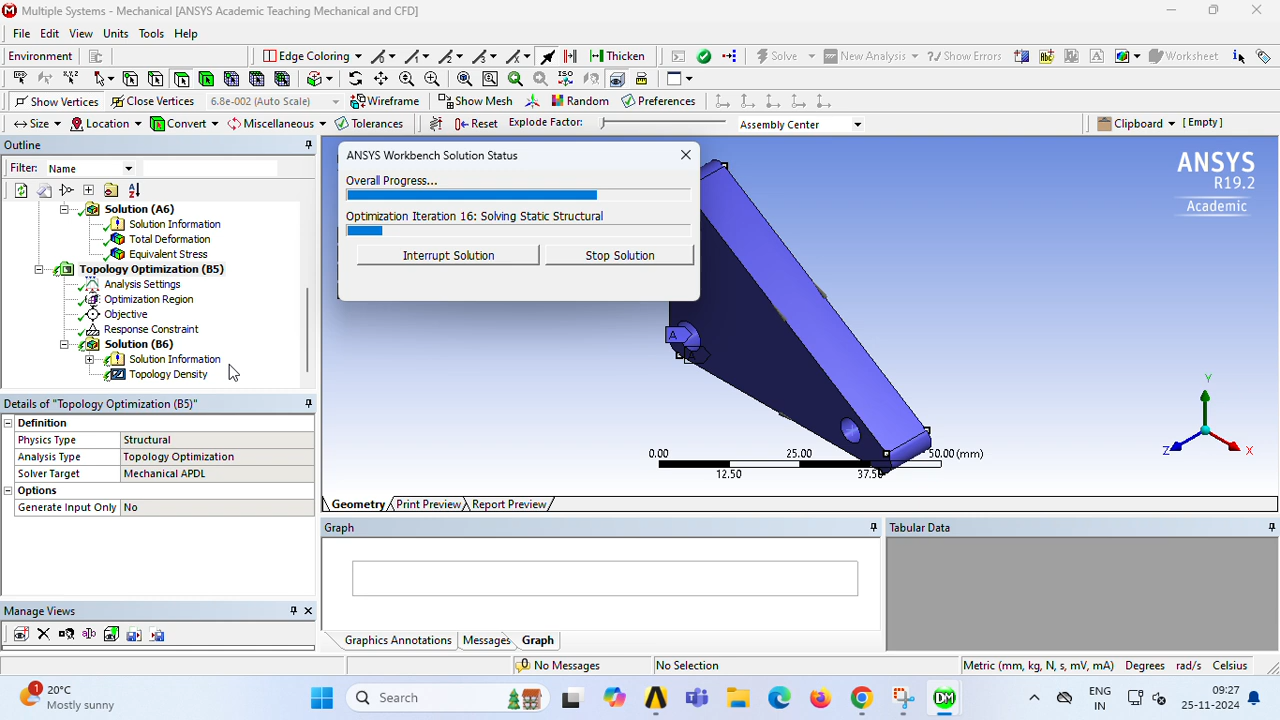 Multiple Systems - Mechanical [ANSYS Academic Teaching Mechanical and CFD]
File Edit View Units Tools Help
Environment Edge Coloring Thicken Solve New Analysis ?/ Show Errors Worksheet
Show Vertices Close Vertices 6.8e-002 (Auto Scale) Wireframe Show Mesh Random Preferences
Size Location Convert Miscellaneous Tolerances Reset Explode Factor: Assembly Center Clipboard [ Empty ]
Outline
Filter: Name
Solution (A6)
Solution Information
Total Deformation
Equivalent Stress
Topology Optimization (B5)
Analysis Settings
Optimization Region
Objective
Response Constraint
Solution (B6)
Solution Information
Topology Density
Details of "Topology Optimization (B5)"
Definition
Physics Type Structural
Analysis Type Topology Optimization
Solver Target Mechanical APDL
Options
Generate Input Only No
Manage Views
ANSYS Workbench Solution Status
Overall Progress...
Optimization Iteration 16: Solving Static Structural
Interrupt Solution Stop Solution
ANSYS
R19.2
Academic
A
A
Y
Z X
0.00 25.00 50.00 (mm)
12.50 37.50
Geometry Print Preview Report Preview
Graph
Tabular Data
Graphics Annotations Messages Graph
0 No Messages No Selection Metric (mm, kg, N, s, mV, mA) Degrees rad/s Celsius
1
20°C
Mostly sunny
Search
DM
ENG
IN
09:27
25-11-2024